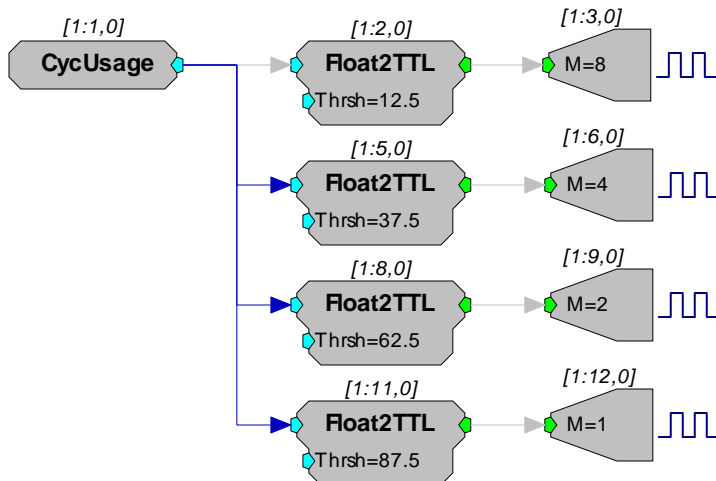 [1:1,0]
CycUsage
[1:2,0]
Float2TTL
Thrsh=12.5
[1:3,0]
M=8
[1:5,0]
Float2TTL
Thrsh=37.5
[1:6,0]
M=4
[1:8,0]
Float2TTL
Thrsh=62.5
[1:9,0]
M=2
[1:11,0]
Float2TTL
Thrsh=87.5
[1:12,0]
M=1